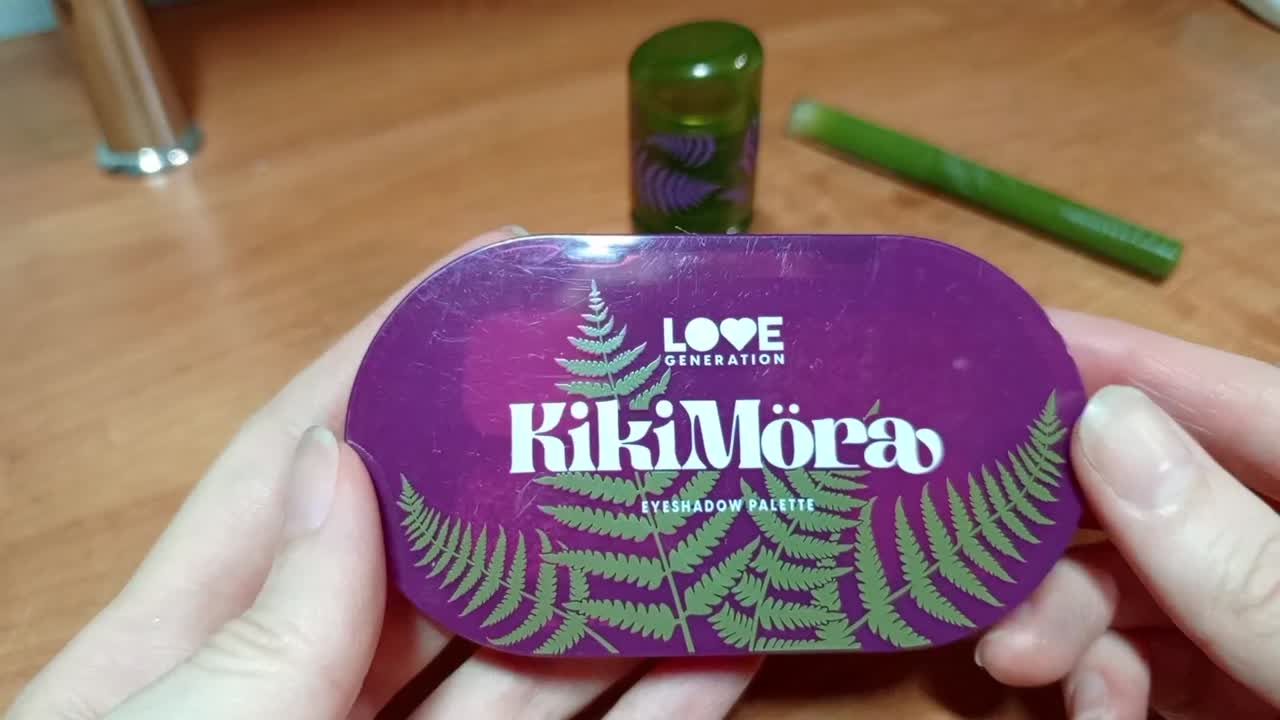 LOVE
GENERATION
KikiMöra
EYESHADOW PALETTE